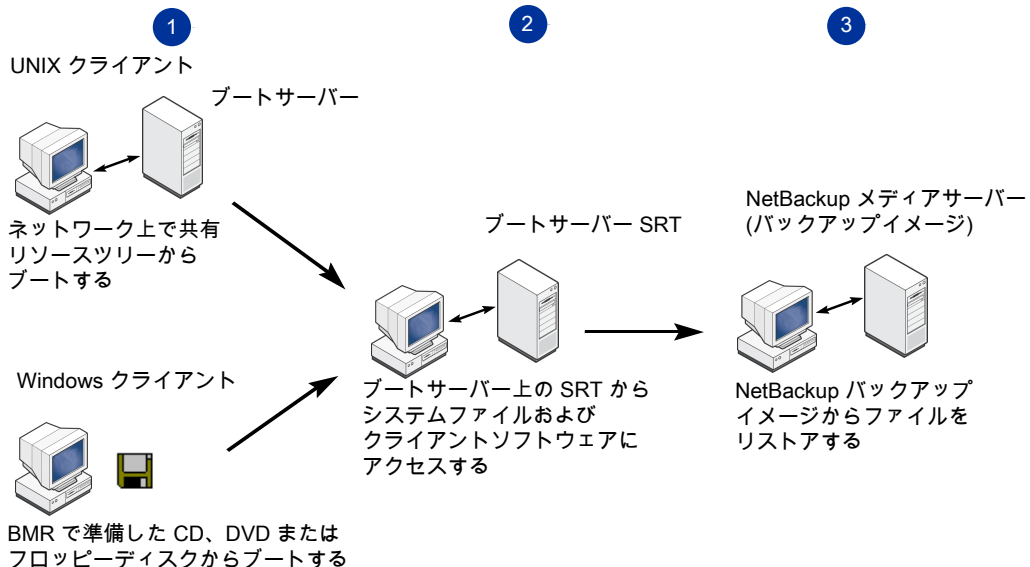 1
2
3
UNIX クライアント
ブートサーバー
ネットワーク上で共有
リソースツリーから
ブートする
Windows クライアント
BMR で準備した CD、DVD または
フロッピーディスクからブートする
ブートサーバー SRT
ブートサーバー上の SRT から
システムファイルおよび
クライアントソフトウェアに
アクセスする
NetBackup メディアサーバー
(バックアップイメージ)
NetBackup バックアップ
イメージからファイルを
リストアする